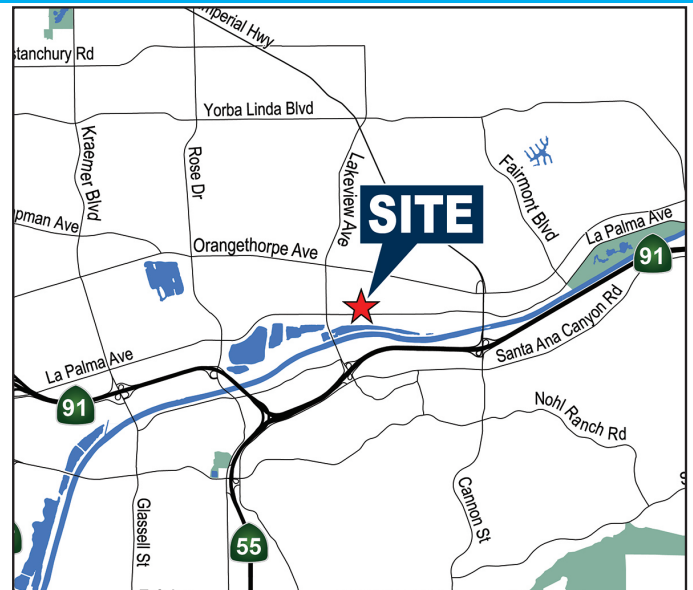 mperial Hwy
stanchury Rd
Yorba Linda Blvd
Kraemer Blvd
Rose Dr
Lakeview Ave
Fairmont Blvd
SITE
pman Ave
Orangethorpe Ave
La Palma Ave
91
Santa Ana Canyon Rd
La Palma Ave
91
Nohl Ranch Rd
Glassell St
Cannon St
55